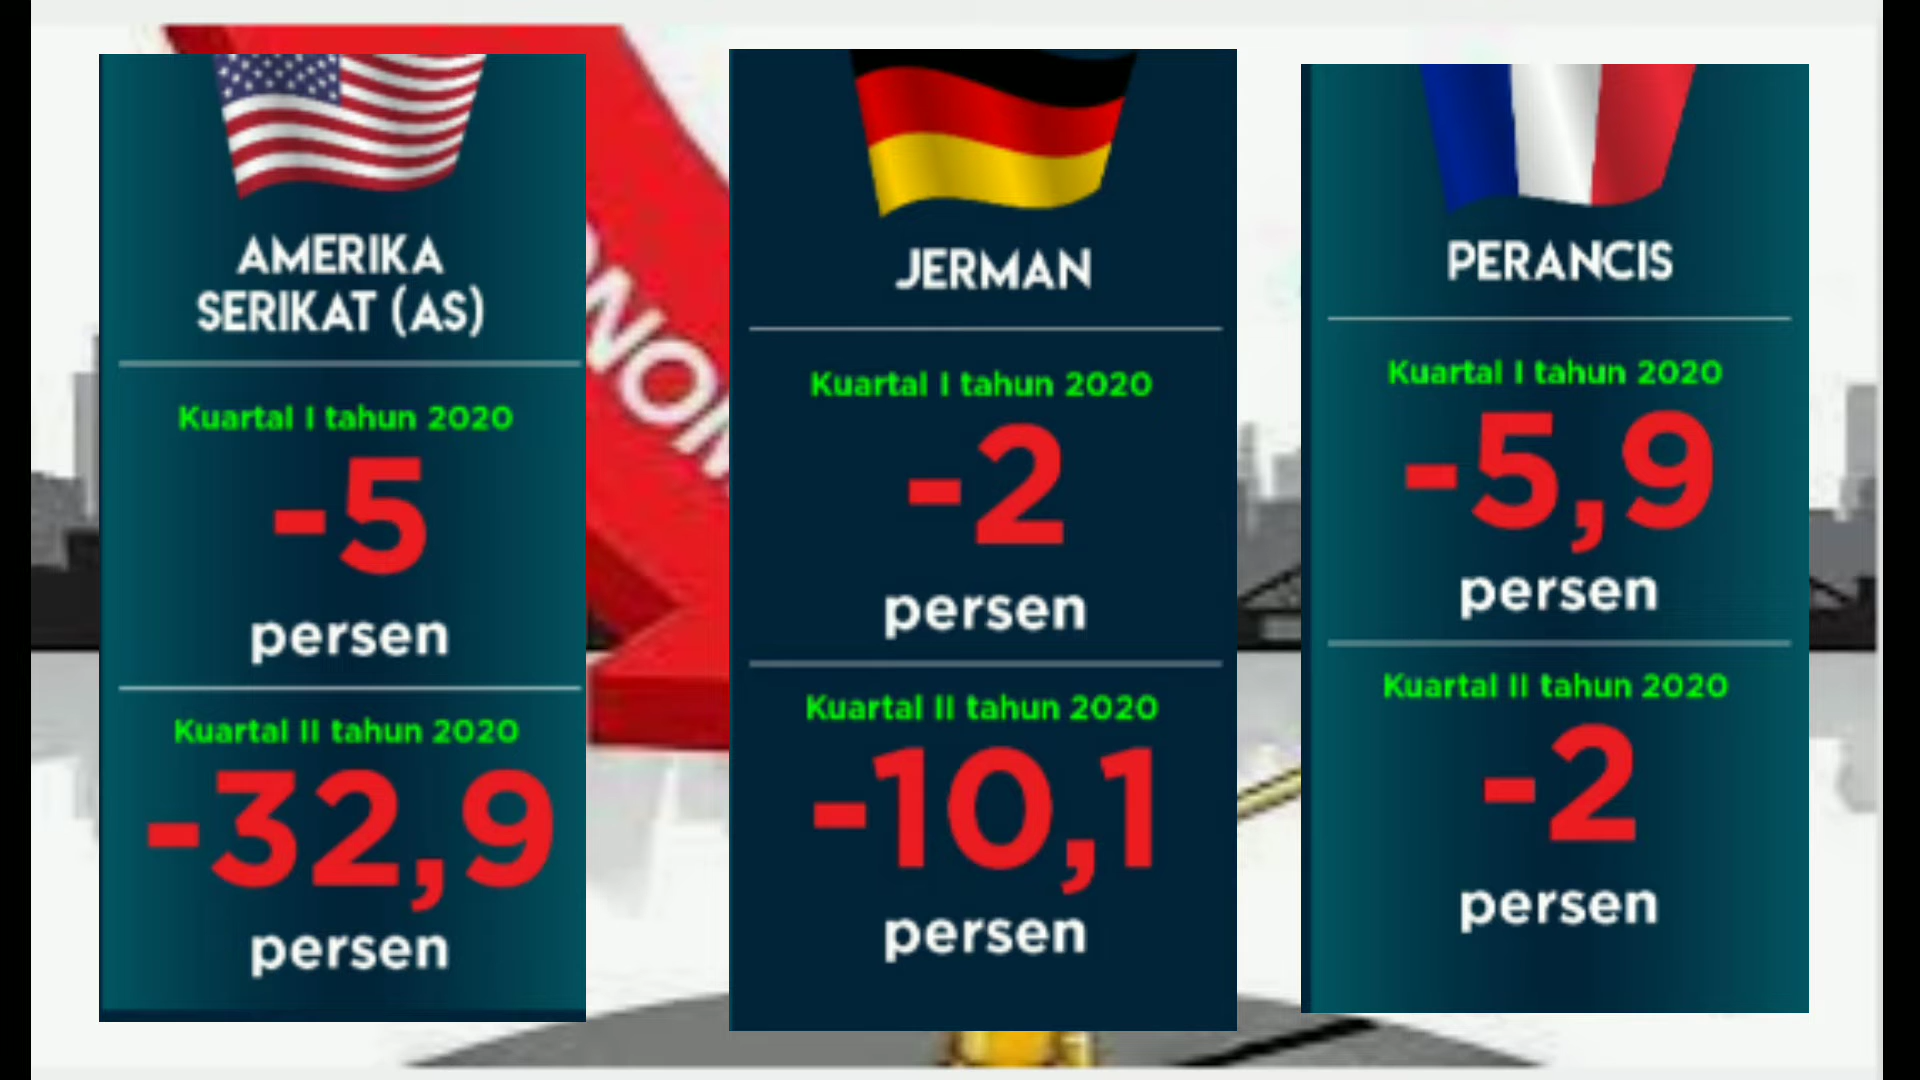 AMERIKA
SERIKAT (AS)
Kuartal I tahun 2020
-5
persen
Kuartal II tahun 2020
-32,9
persen
JERMAN
Kuartal I tahun 2020
-2
persen
Kuartal II tahun 2020
-10,1
persen
PERANCIS
Kuartal I tahun 2020
-5,9
persen
Kuartal II tahun 2020
-2
persen